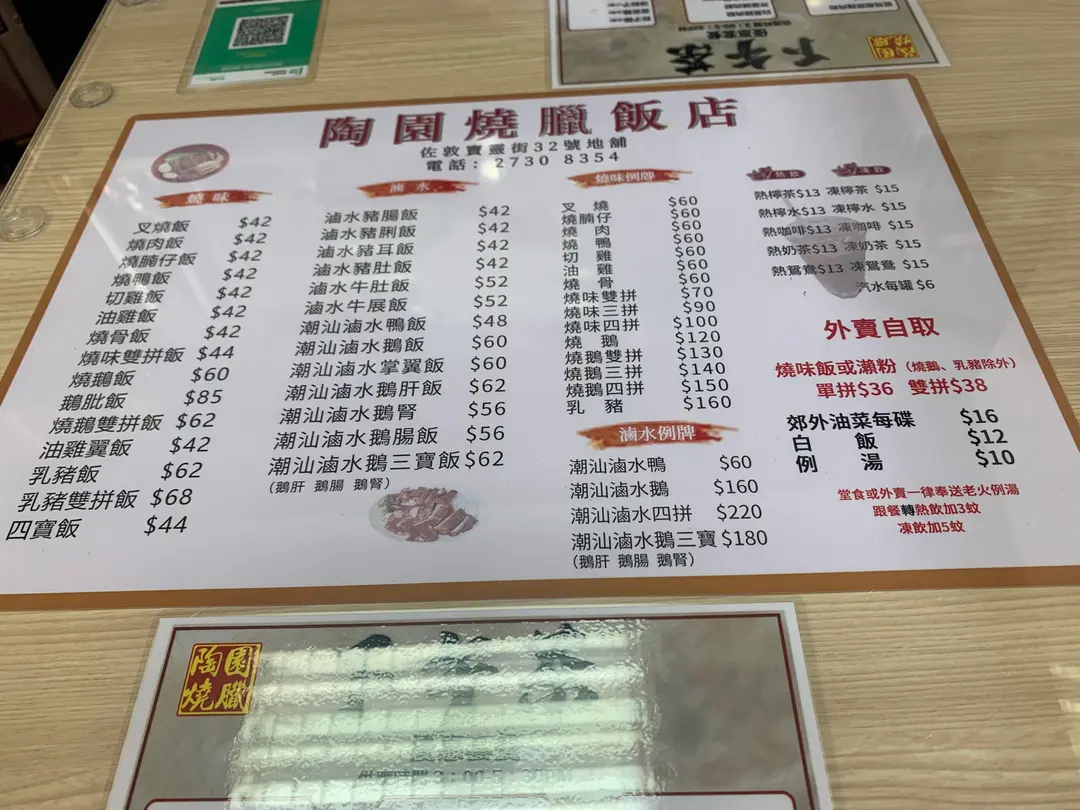 下午茶
優惠套餐
陶園
燒臘
陶園燒臘飯店
佐敦寶靈街32號地舖
電話：2730 8354
燒味
叉燒飯 $42
燒肉飯 $42
燒腩仔飯 $42
燒鴨飯 $42
切雞飯 $42
油雞飯 $42
燒骨飯 $42
燒味雙拼飯 $44
燒鵝飯 $60
鵝肶飯 $85
燒鵝雙拼飯 $62
油雞翼飯 $42
乳豬飯 $62
乳豬雙拼飯 $68
四寶飯 $44
滷水
滷水豬腸飯 $42
滷水豬脷飯 $42
滷水豬耳飯 $42
滷水豬肚飯 $42
滷水牛肚飯 $52
滷水牛展飯 $52
潮汕滷水鴨飯 $48
潮汕滷水鵝飯 $60
潮汕滷水掌翼飯 $60
潮汕滷水鵝肝飯 $62
潮汕滷水鵝腎 $56
潮汕滷水鵝腸飯 $56
潮汕滷水鵝三寶飯 $62
(鵝肝 鵝腸 鵝腎)
燒味例牌
叉燒 $60
燒腩仔 $60
燒肉 $60
燒鴨 $60
切雞 $60
油雞 $60
燒骨 $70
燒味雙拼 $90
燒味三拼 $100
燒味四拼 $120
燒鵝 $130
燒鵝雙拼 $140
燒鵝三拼 $150
燒鵝四拼 $160
乳豬
滷水例牌
潮汕滷水鴨 $60
潮汕滷水鵝 $160
潮汕滷水四拼 $220
潮汕滷水鵝三寶 $180
(鵝肝 鵝腸 鵝腎)
熱飲 凍飲
熱檸茶$13 凍檸茶 $15
熱檸水$13 凍檸水 $15
熱咖啡$13 凍咖啡 $15
熱奶茶$13 凍奶茶 $15
熱鴛鴦$13 凍鴛鴦 $15
汽水每罐 $6
外賣自取
燒味飯或瀨粉（燒鵝、乳豬除外）
單拼$36 雙拼$38
郊外油菜每碟 $16
白飯 $12
例湯 $10
堂食或外賣一律奉送老火例湯
跟餐轉熱飲加3蚊
凍飲加5蚊
陶園
燒臘